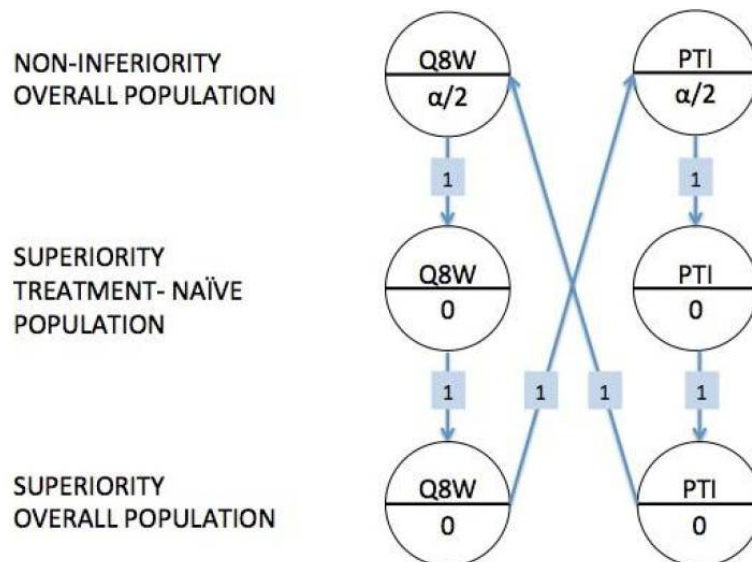 NON-INFERIORITY
OVERALL POPULATION
Q8W
α/2
PTI
α/2
1
1
SUPERIORITY
TREATMENT- NAÏVE
POPULATION
Q8W
0
PTI
0
1
1
1
1
SUPERIORITY
OVERALL POPULATION
Q8W
0
PTI
0